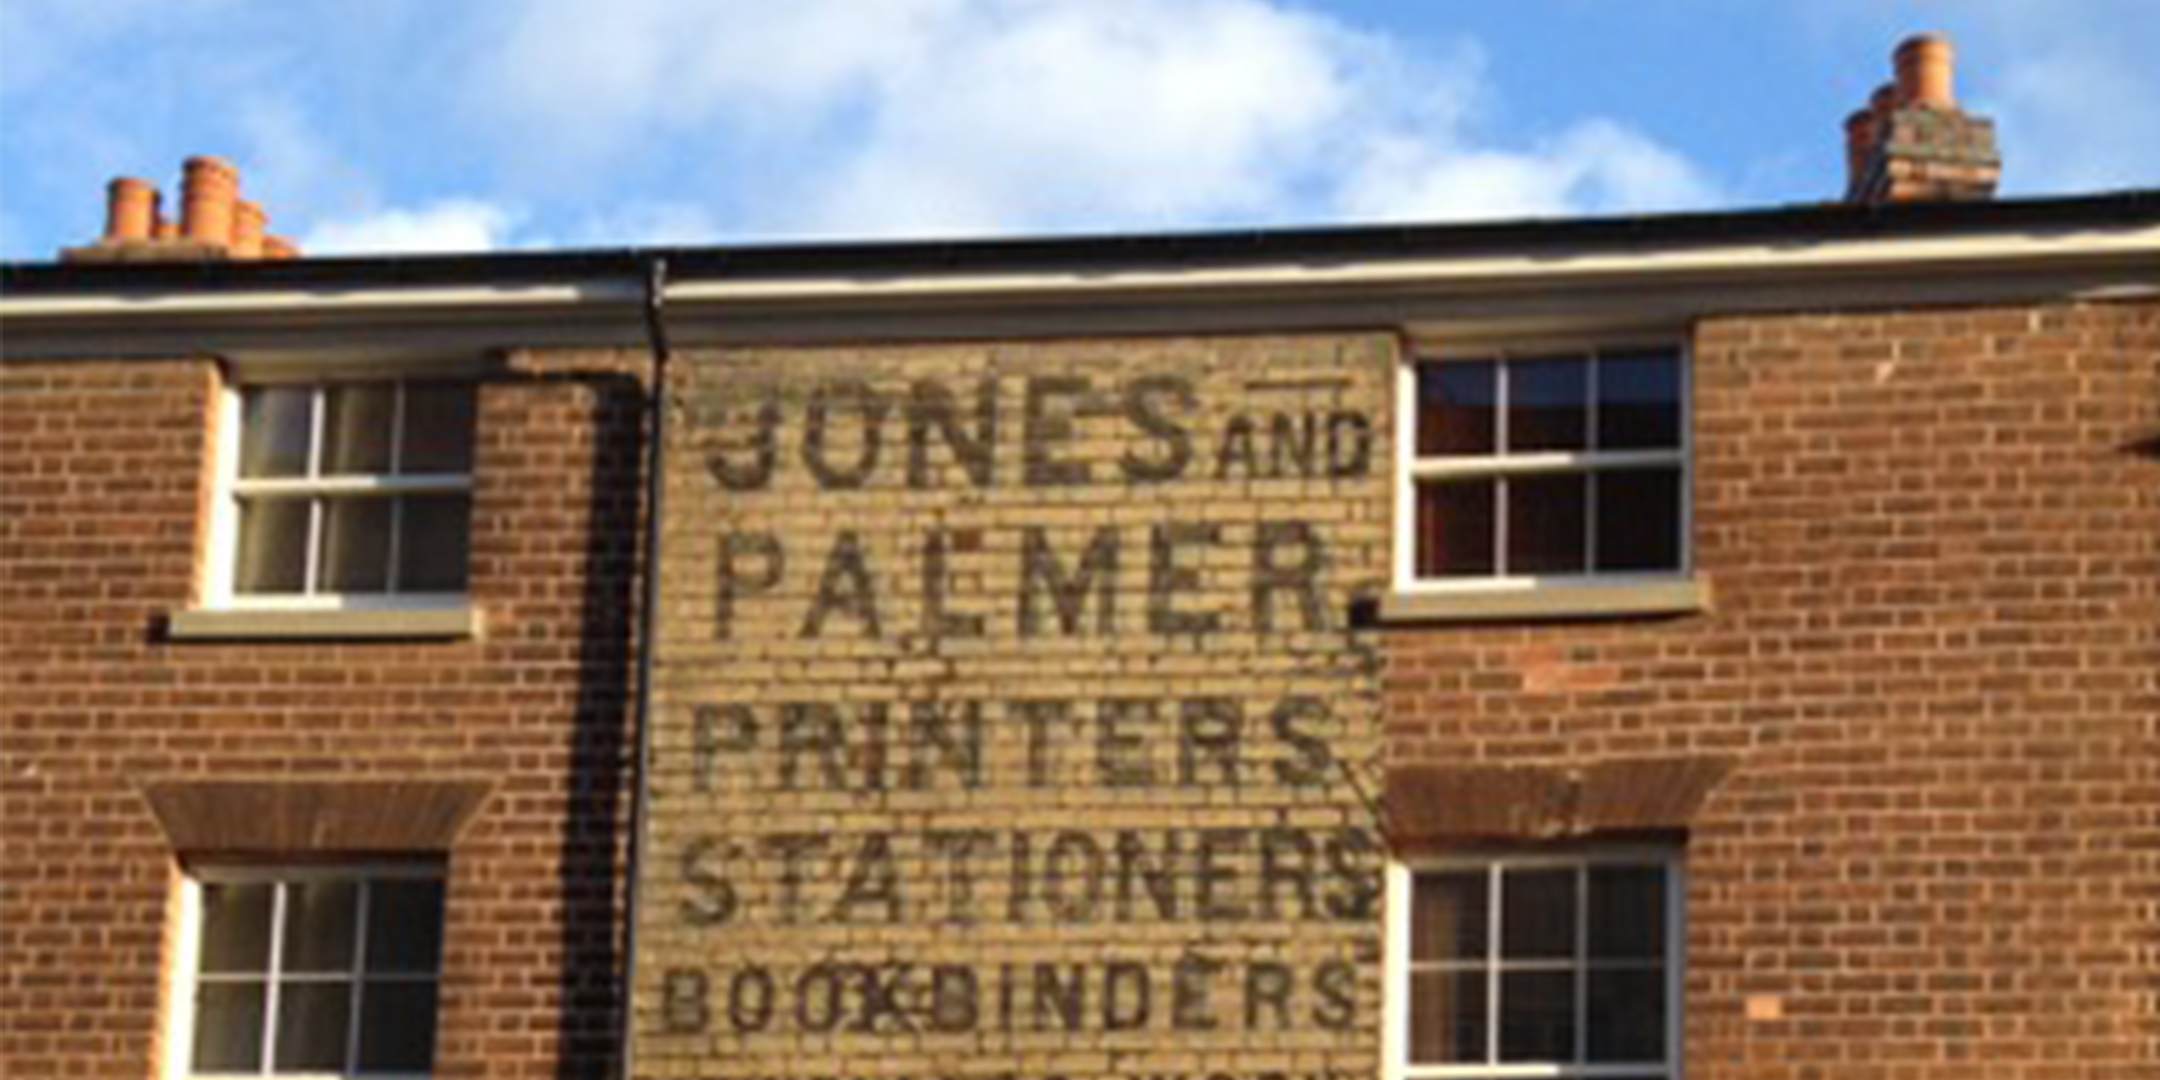 JONES AND
PALMER
PRINTERS
STATIONERS
BOOKBINDERS